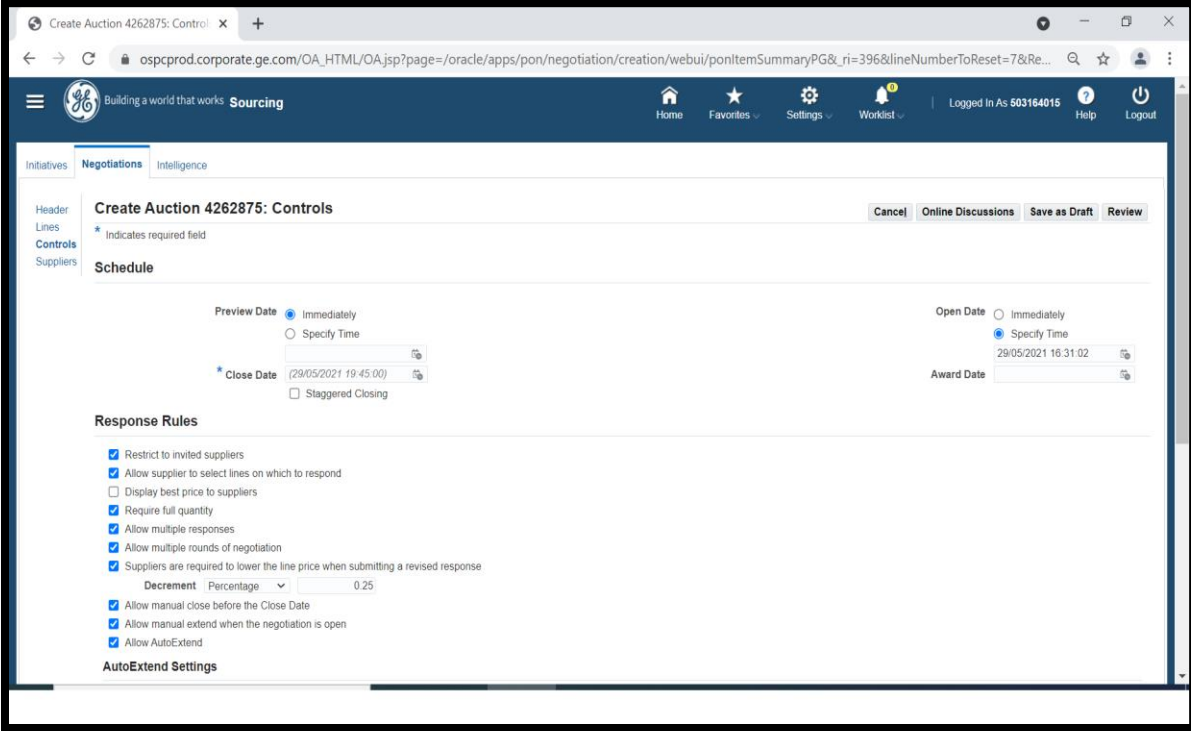 Create Auction 4262875: Control
ospcprod.corporate.ge.com/OA_HTML/OA.jsp?page=/oracle/apps/pon/negotiation/creation/webui/ponItemSummaryPG&_ri=396&lineNumberToReset=7&Re...
Building a world that works Sourcing
Home Favorites Settings Worklist 0 Logged In As 503164015 Help Logout
Initiatives Negotiations Intelligence
Header
Lines
Controls
Suppliers
Create Auction 4262875: Controls
Cancel Online Discussions Save as Draft Review
* Indicates required field
Schedule
Preview Date Immediately Open Date Immediately
Specify Time Specify Time
29/05/2021 16:31:02
* Close Date (29/05/2021 19:45:00) Award Date
Staggered Closing
Response Rules
Restrict to invited suppliers
Allow supplier to select lines on which to respond
Display best price to suppliers
Require full quantity
Allow multiple responses
Allow multiple rounds of negotiation
Suppliers are required to lower the line price when submitting a revised response
Decrement Percentage 0.25
Allow manual close before the Close Date
Allow manual extend when the negotiation is open
Allow AutoExtend
AutoExtend Settings